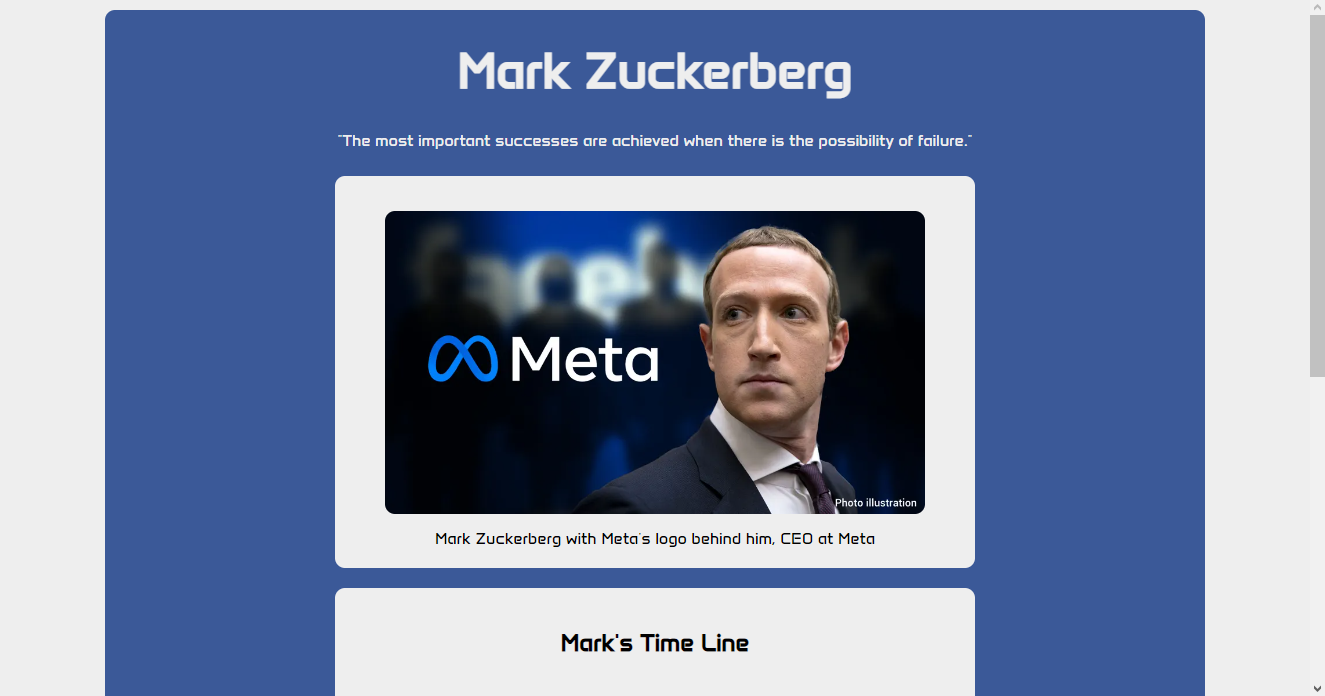 Mark Zuckerberg
"The most important successes are achieved when there is the possibility of failure."
facebook
Meta
Photo illustration
Mark Zuckerberg with Meta's logo behind him, CEO at Meta
Mark's Time Line